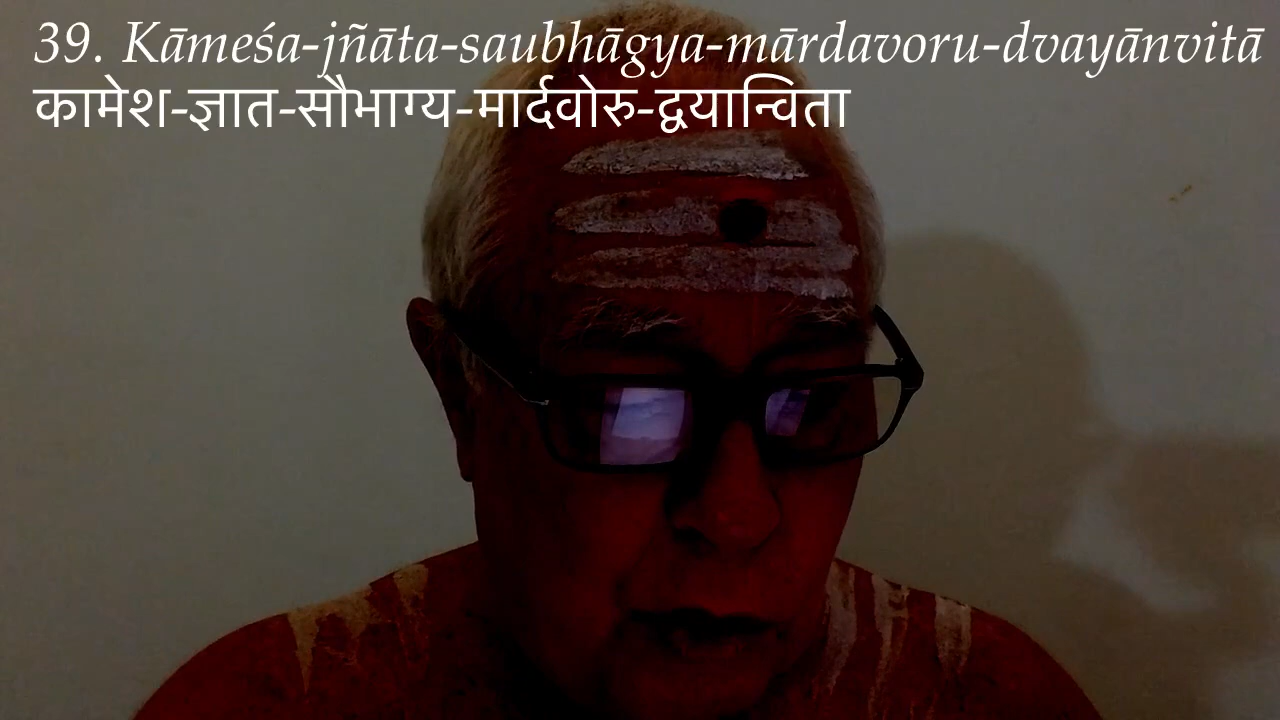 39. Kāmeśa-jñāta-saubhāgya-mārdavoru-dvayānvitā
कामेश-ज्ञात-सौभाग्य-मार्दवोरु-द्वयान्विता